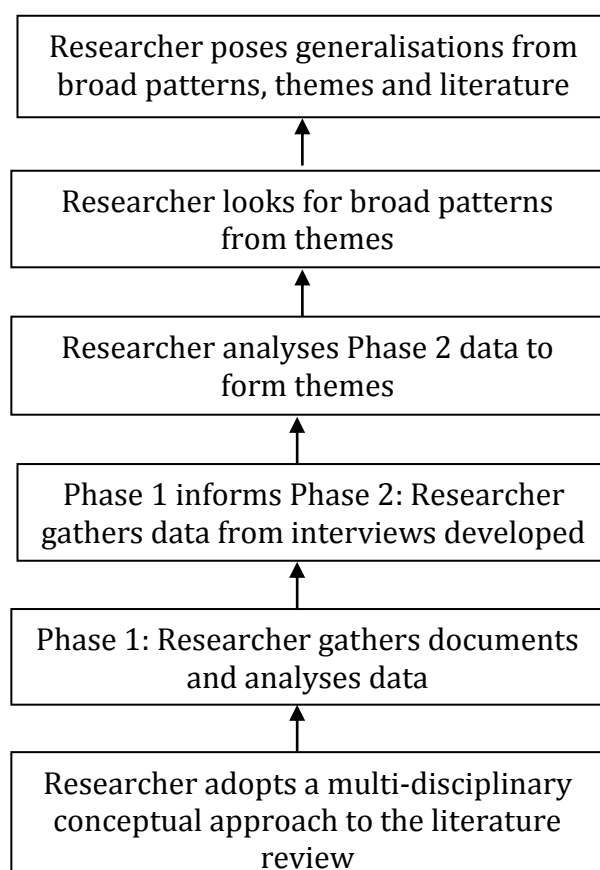 Researcher poses generalisations from
broad patterns, themes and literature
Researcher looks for broad patterns
from themes
Researcher analyses Phase 2 data to
form themes
Phase 1 informs Phase 2: Researcher
gathers data from interviews developed
Phase 1: Researcher gathers documents
and analyses data
Researcher adopts a multi-disciplinary
conceptual approach to the literature
review